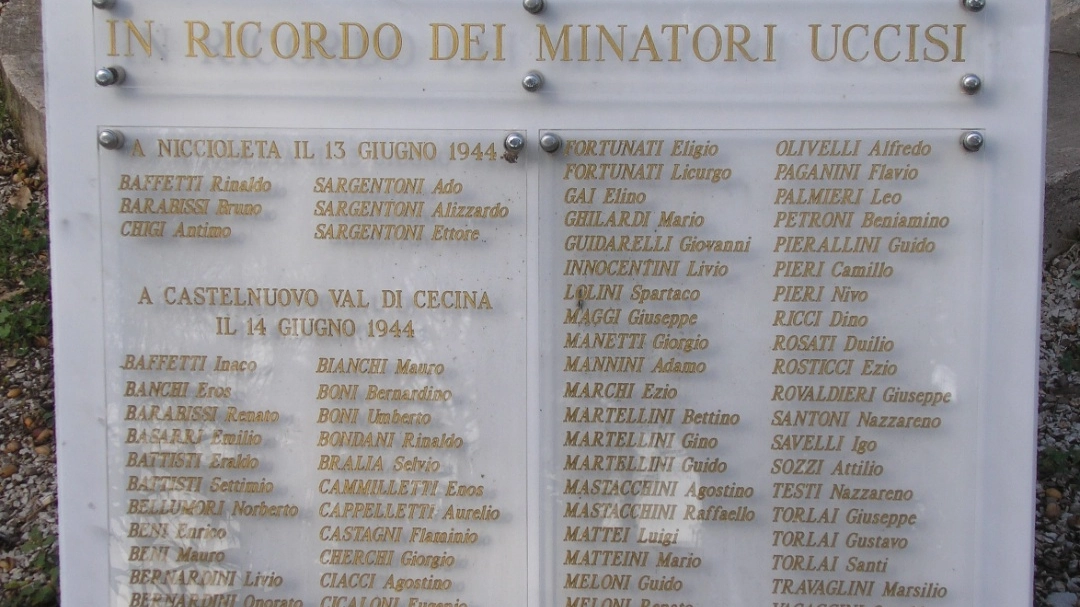 IN RICORDO DEI MINATORI UCCISI
A NICCIOLETA IL 13 GIUGNO 1944
BAFFETTI Rinaldo
BARABISSI Bruno
CHIGI Antimo
SARGENTONI Ado
SARGENTONI Alizzardo
SARGENTONI Ettore
A CASTELNUOVO VAL DI CECINA
IL 14 GIUGNO 1944
BAFFETTI Inaco
BANCHI Eros
BARABISSI Renato
BASARRI Emilio
BATTISTI Eraldo
BATTISTI Settimio
BELLUMORI Norberto
BENI Enrico
BENI Mauro
BERNARDINI Livio
BERNARDINI Onorato
BIANCHI Mauro
BONI Bernardino
BONI Umberto
BONDANI Rinaldo
BRALIA Selvio
CAMMILLETTI Enos
CAPPELLETTI Aurelio
CASTAGNI Flaminio
CHERCHI Giorgio
CIACCI Agostino
CICALONI Eugenio
FORTUNATI Eligio
FORTUNATI Licurgo
GAI Elino
GHILARDI Mario
GUIDARELLI Giovanni
INNOCENTINI Livio
LOLINI Spartaco
MAGGI Giuseppe
MANETTI Giorgio
MANNINI Adamo
MARCHI Ezio
MARTELLINI Bettino
MARTELLINI Gino
MARTELLINI Guido
MASTACCHINI Agostino
MASTACCHINI Raffaello
MATTEI Luigi
MATTEINI Mario
MELONI Guido
MELONI Renato
OLIVELLI Alfredo
PAGANINI Flavio
PALMIERI Leo
PETRONI Beniamino
PIERALLINI Guido
PIERI Camillo
PIERI Nivo
RICCI Dino
ROSATI Duilio
ROSTICCI Ezio
ROVALDIERI Giuseppe
SANTONI Nazzareno
SAVELLI Igo
SOZZI Attilio
TESTI Nazzareno
TORLAI Giuseppe
TORLAI Gustavo
TORLAI Santi
TRAVAGLINI Marsilio